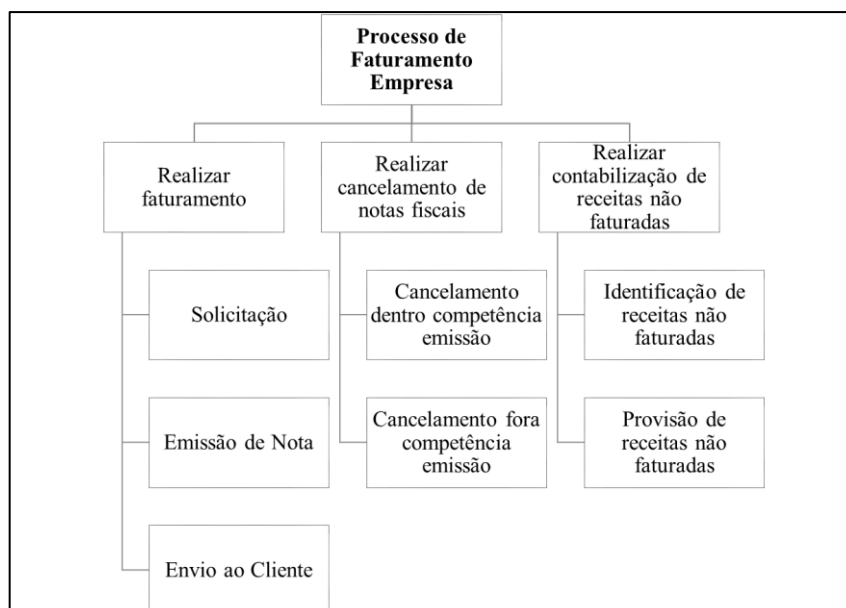 Processo de
Faturamento
Empresa
Realizar
faturamento
Realizar
cancelamento de
notas fiscais
Realizar
contabilização de
receitas não
faturadas
Solicitação
Cancelamento
dentro competência
emissão
Identificação de
receitas não
faturadas
Emissão de Nota
Cancelamento fora
competência
emissão
Provisão de
receitas não
faturadas
Envio ao Cliente